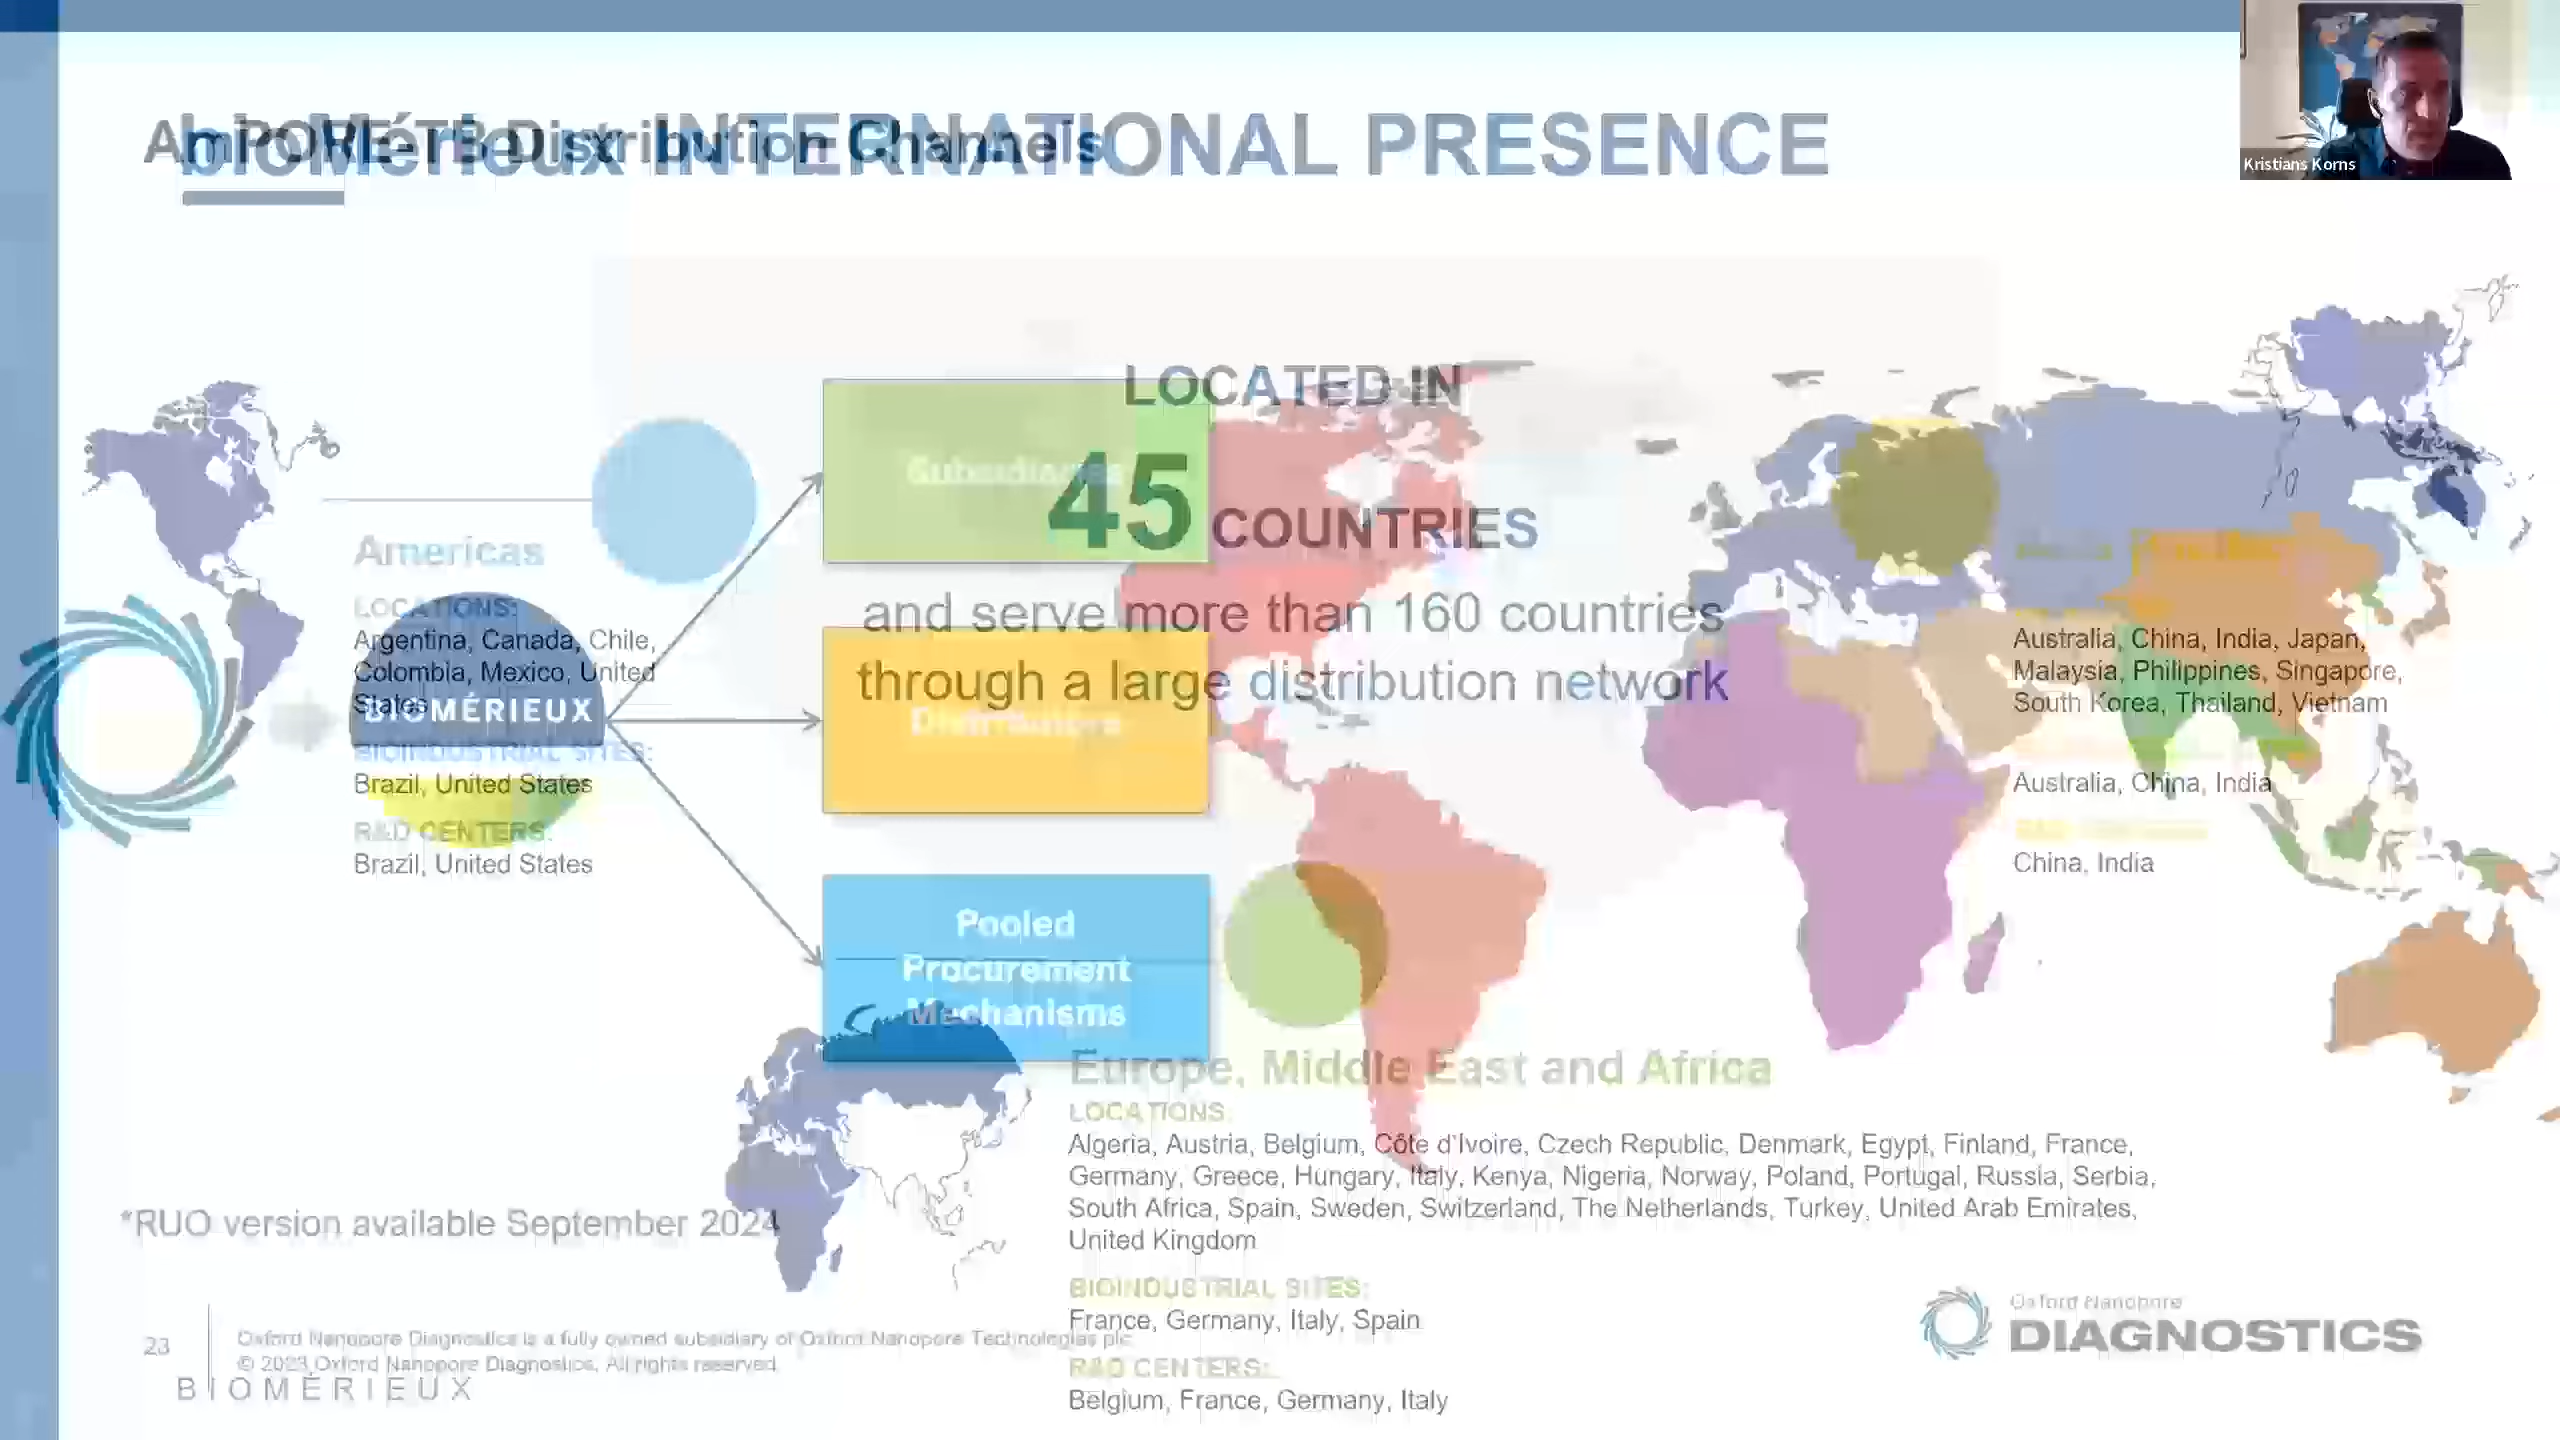 AmPORE-TB Distribution Channels
bioMérieux INTERNATIONAL PRESENCE
Kristians Korns
LOCATED IN
45 COUNTRIES
and serve more than 160 countries
through a large distribution network
Subsidiaries
Distributors
Pooled
Procurement
Mechanisms
BIOMÉRIEUX
Americas
LOCATIONS:
Argentina, Canada, Chile,
Colombia, Mexico, United
States
BIOINDUSTRIAL SITES:
Brazil, United States
R&D CENTERS:
Brazil, United States
Australia, China, India, Japan,
Malaysia, Philippines, Singapore,
South Korea, Thailand, Vietnam
Australia, China, India
China, India
Europe, Middle East and Africa
LOCATIONS:
Algeria, Austria, Belgium, Côte d'Ivoire, Czech Republic, Denmark, Egypt, Finland, France,
Germany, Greece, Hungary, Italy, Kenya, Nigeria, Norway, Poland, Portugal, Russia, Serbia,
South Africa, Spain, Sweden, Switzerland, The Netherlands, Turkey, United Arab Emirates,
United Kingdom
BIOINDUSTRIAL SITES:
France, Germany, Italy, Spain
R&D CENTERS:
Belgium, France, Germany, Italy
*RUO version available September 2024
23
Oxford Nanopore Diagnostics is a fully owned subsidiary of Oxford Nanopore Technologies plc
© 2023 Oxford Nanopore Diagnostics. All rights reserved.
BIOMÉRIEUX
Oxford Nanopore
DIAGNOSTICS